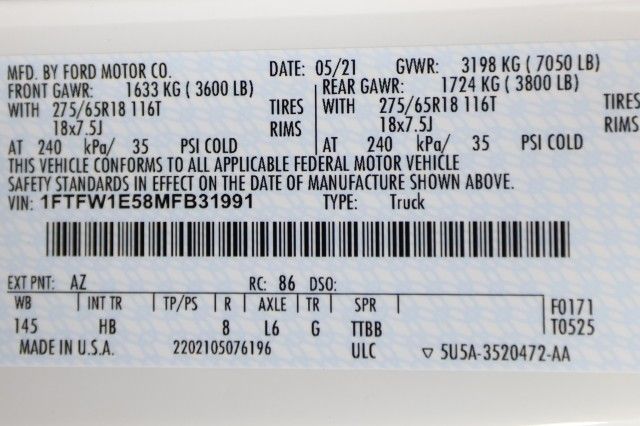 MFD. BY FORD MOTOR CO. DATE: 05/21 GVWR: 3198 KG ( 7050 LB)
FRONT GAWR: 1633 KG ( 3600 LB) REAR GAWR: 1724 KG ( 3800 LB)
WITH 275/65R18 116T TIRES WITH 275/65R18 116T TIRES
18x7.5J RIMS 18x7.5J RIMS
AT 240 kPa/ 35 PSI COLD AT 240 kPa/ 35 PSI COLD
THIS VEHICLE CONFORMS TO ALL APPLICABLE FEDERAL MOTOR VEHICLE
SAFETY STANDARDS IN EFFECT ON THE DATE OF MANUFACTURE SHOWN ABOVE.
VIN: 1FTFW1E58MFB31991 TYPE: Truck
EXT PNT: AZ RC: 86 DSO:
WB INT TR TP/PS R AXLE TR SPR F0171
145 HB 8 L6 G TTBB T0525
MADE IN U.S.A. 2202105076196 ULC ▽ 5U5A-3520472-AA